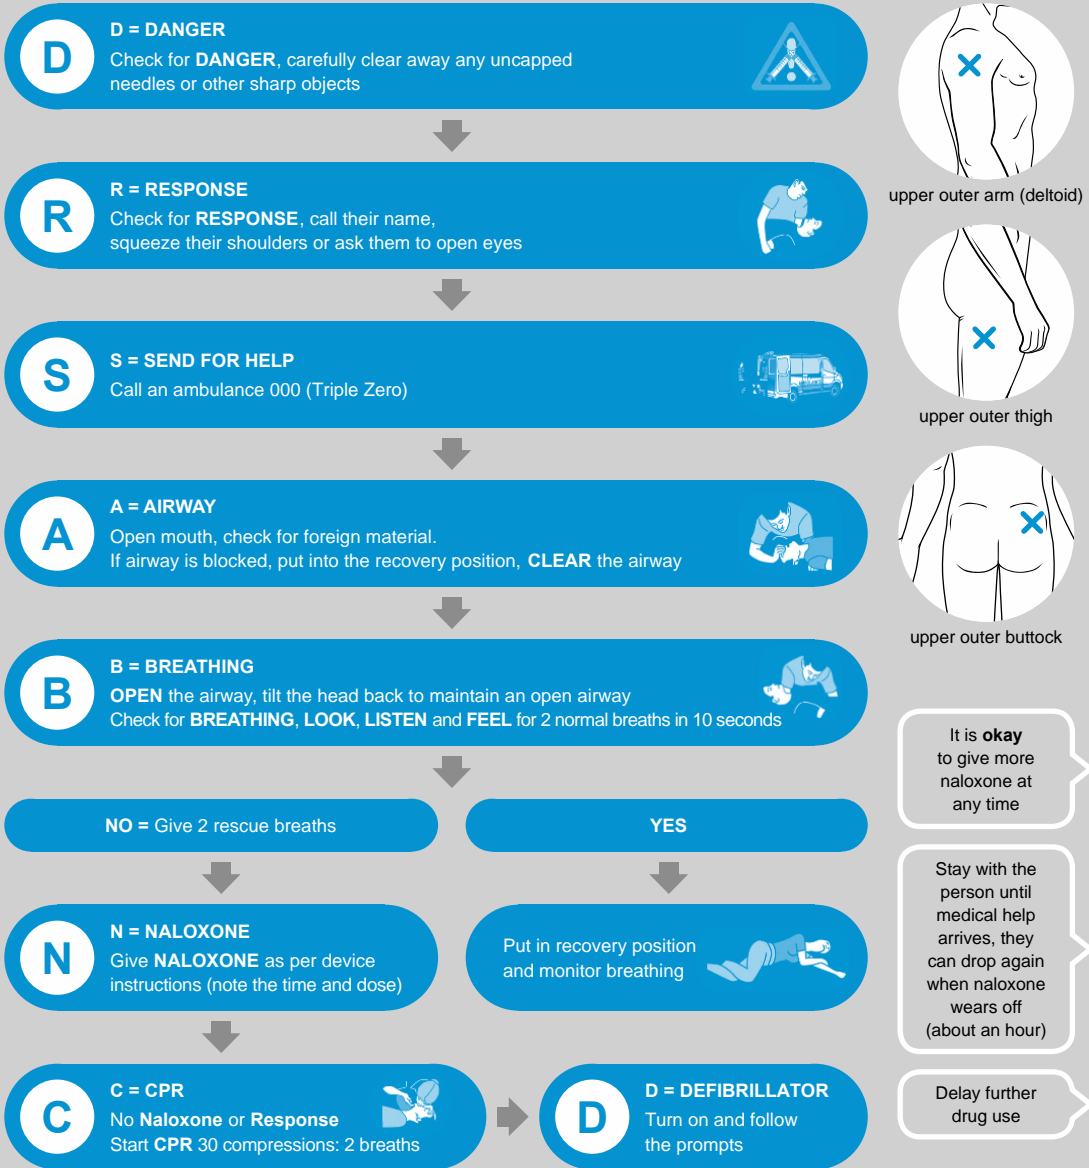 D
D = DANGER
Check for DANGER, carefully clear away any uncapped
needles or other sharp objects
R
R = RESPONSE
Check for RESPONSE, call their name,
squeeze their shoulders or ask them to open eyes
S
S = SEND FOR HELP
Call an ambulance 000 (Triple Zero)
A
A = AIRWAY
Open mouth, check for foreign material.
If airway is blocked, put into the recovery position, CLEAR the airway
B
B = BREATHING
OPEN the airway, tilt the head back to maintain an open airway
Check for BREATHING, LOOK, LISTEN and FEEL for 2 normal breaths in 10 seconds
NO = Give 2 rescue breaths
YES
N
N = NALOXONE
Give NALOXONE as per device
instructions (note the time and dose)
Put in recovery position
and monitor breathing
C
C = CPR
No Naloxone or Response
Start CPR 30 compressions: 2 breaths
D
D = DEFIBRILLATOR
Turn on and follow
the prompts
upper outer arm (deltoid)
upper outer thigh
upper outer buttock
It is okay
to give more
naloxone at
any time
Stay with the
person until
medical help
arrives, they
can drop again
when naloxone
wears off
(about an hour)
Delay further
drug use